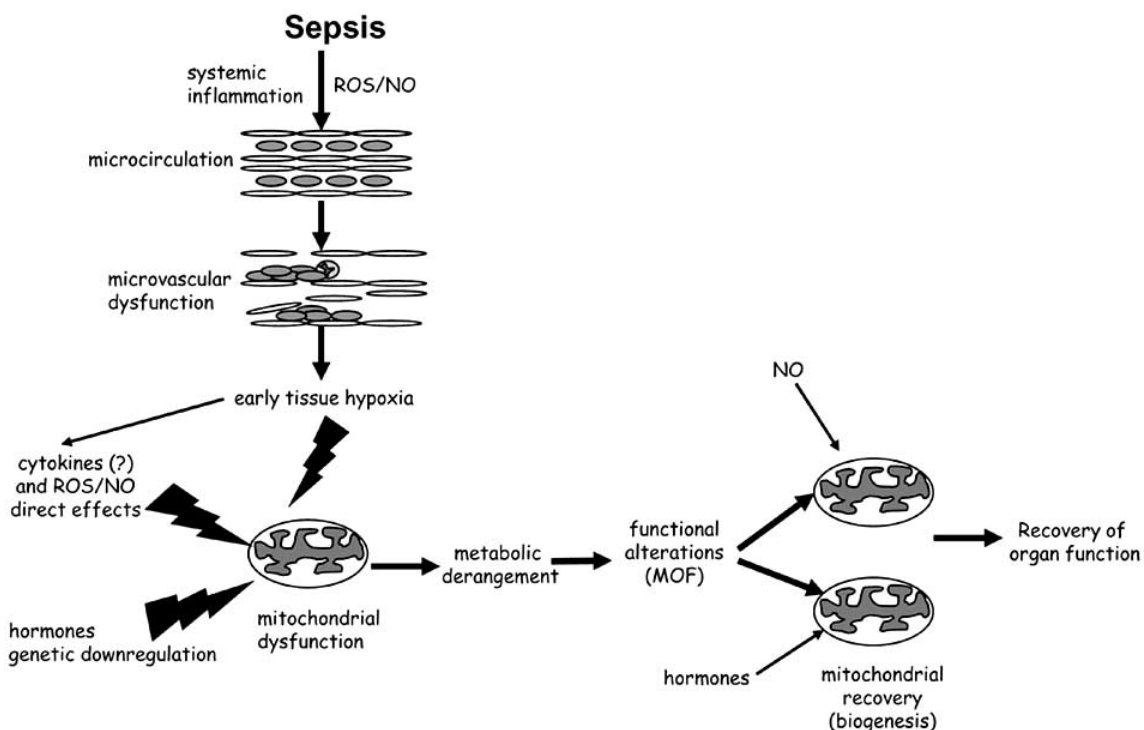 Sepsis
systemic
inflammation
ROS/NO
microcirculation
microvascular
dysfunction
early tissue hypoxia
cytokines (?)
and ROS/NO
direct effects
hormones
genetic downregulation
mitochondrial
dysfunction
metabolic
derangement
functional
alterations
(MOF)
NO
hormones
mitochondrial
recovery
(biogenesis)
Recovery of
organ function